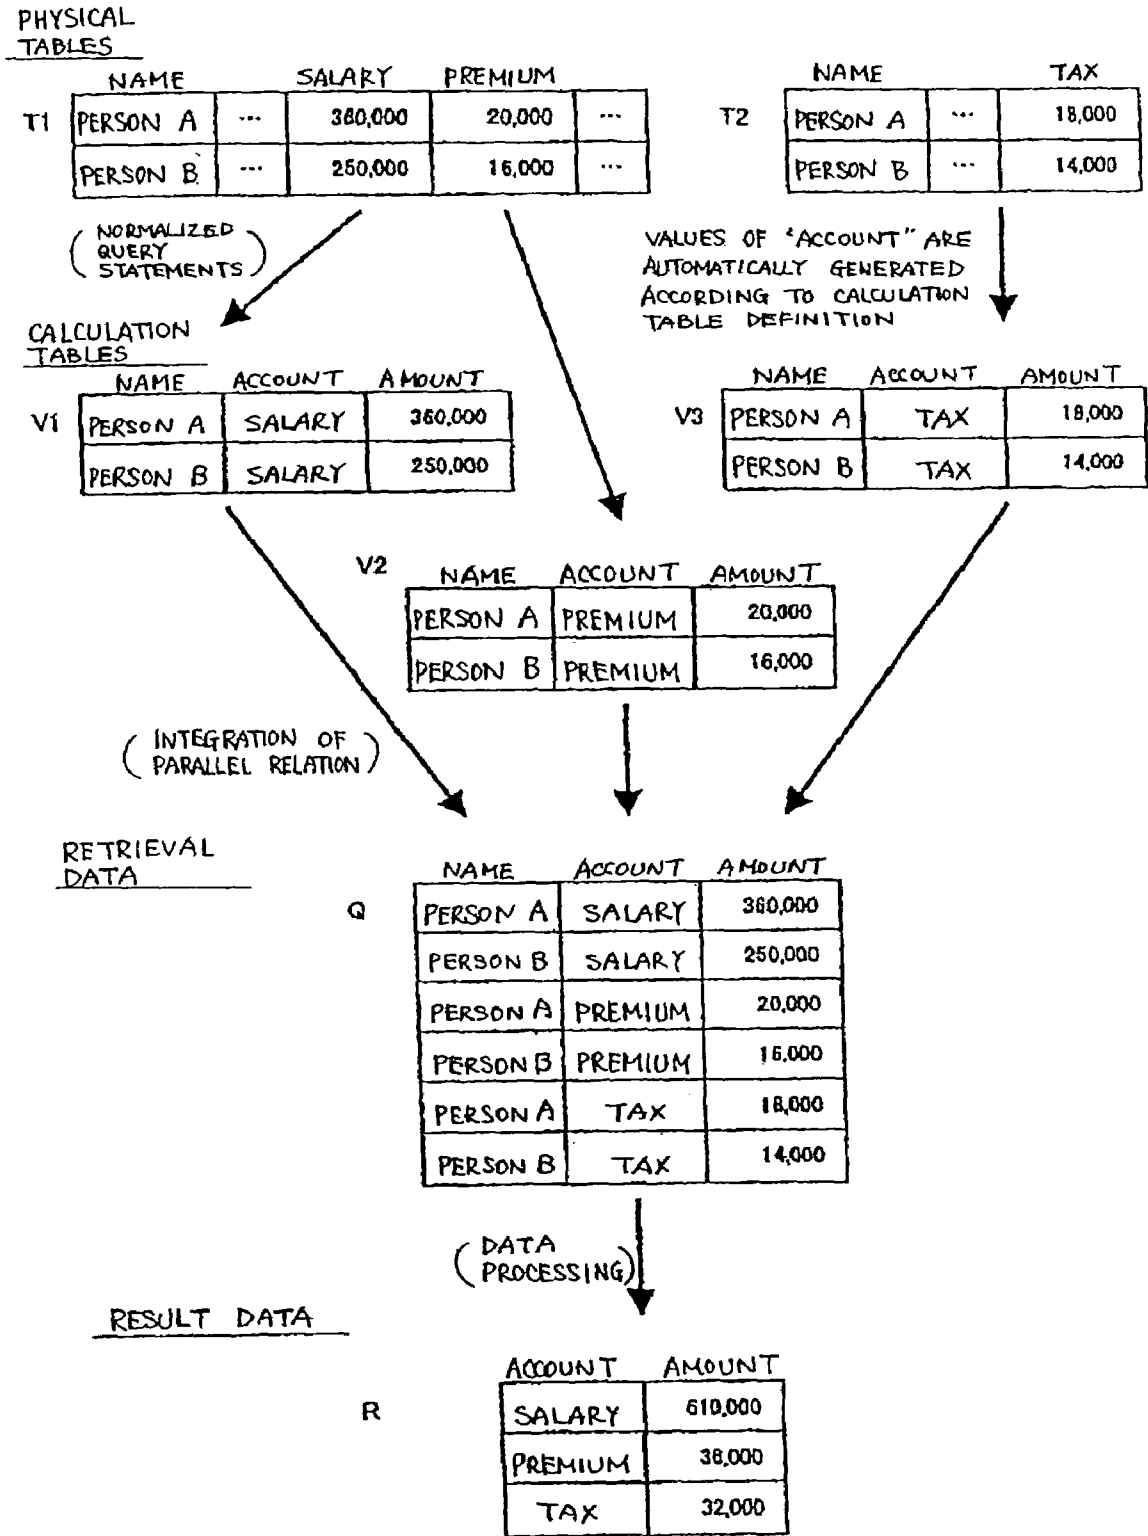 PHYSICAL
TABLES
NAME SALARY PREMIUM
T1 PERSON A ... 360,000 20,000 ...
PERSON B ... 250,000 16,000 ...
NAME TAX
T2 PERSON A ... 18,000
PERSON B ... 14,000
(NORMALIZED
QUERY
STATEMENTS)
VALUES OF "ACCOUNT" ARE
AUTOMATICALLY GENERATED
ACCORDING TO CALCULATION
TABLE DEFINITION
CALCULATION
TABLES
NAME ACCOUNT AMOUNT
V1 PERSON A SALARY 360,000
PERSON B SALARY 250,000
NAME ACCOUNT AMOUNT
V3 PERSON A TAX 18,000
PERSON B TAX 14,000
V2
NAME ACCOUNT AMOUNT
PERSON A PREMIUM 20,000
PERSON B PREMIUM 16,000
(INTEGRATION OF
PARALLEL RELATION)
RETRIEVAL
DATA
NAME ACCOUNT AMOUNT
Q PERSON A SALARY 360,000
PERSON B SALARY 250,000
PERSON A PREMIUM 20,000
PERSON B PREMIUM 16,000
PERSON A TAX 18,000
PERSON B TAX 14,000
(DATA
PROCESSING)
RESULT DATA
ACCOUNT AMOUNT
R SALARY 610,000
PREMIUM 36,000
TAX 32,000